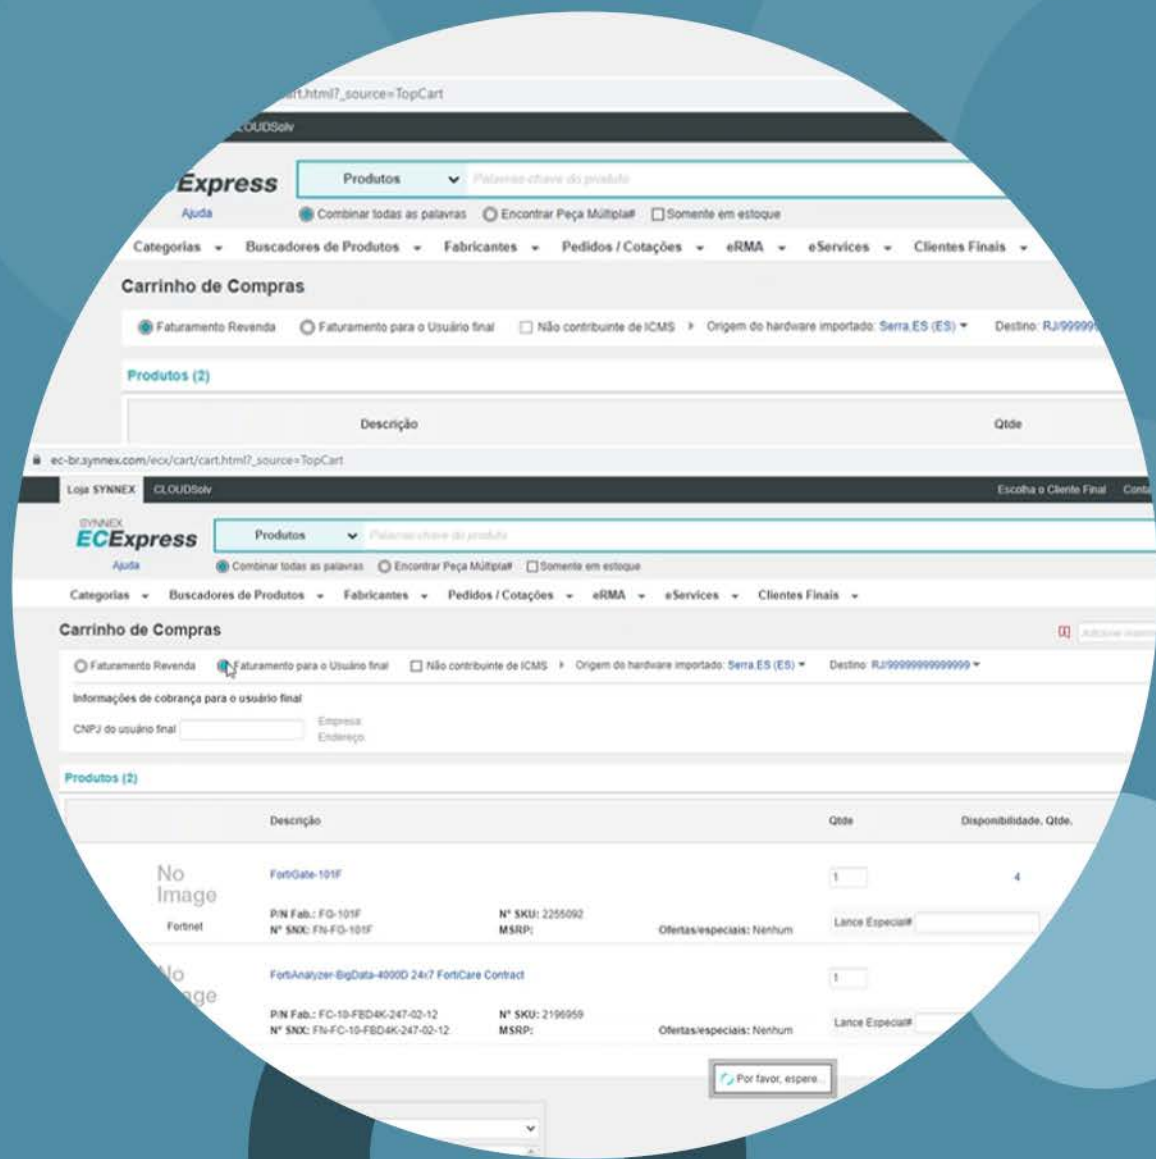 rt.html?_source=TopCart
CLOUDSolv
Express
Produtos
Palavras-chave do produto
Ajuda
Combinar todas as palavras Encontrar Peça Múltipla# Somente em estoque
Categorias Buscadores de Produtos Fabricantes Pedidos / Cotações eRMA eServices Clientes Finais
Carrinho de Compras
Faturamento Revenda Faturamento para o Usuário final Não contribuinte de ICMS Origem do hardware importado: Serra,ES (ES) Destino: RJ/99999
Produtos (2)
Descrição Qtde
ec-br.synnex.com/ecx/cart/cart.html?_source=TopCart
Loja SYNNEX CLOUDSolv Escolha o Cliente Final Conta
SYNNEX
ECExpress
Produtos
Palavras-chave do produto
Ajuda
Combinar todas as palavras Encontrar Peça Múltipla# Somente em estoque
Categorias Buscadores de Produtos Fabricantes Pedidos / Cotações eRMA eServices Clientes Finais
Carrinho de Compras
Faturamento Revenda Faturamento para o Usuário final Não contribuinte de ICMS Origem do hardware importado: Serra,ES (ES) Destino: RJ/99999999999999
Informações de cobrança para o usuário final
CNPJ do usuário final Empresa:
Endereço:
Produtos (2)
Descrição Qtde Disponibilidade. Qtde.
No Image
Fortinet
FortiGate-101F 1 4
P/N Fab.: FG-101F Nº SKU: 2255092
Nº SNX: FN-FG-101F MSRP: Ofertas/especiais: Nenhum Lance Especial#
No
age
FortiAnalyzer-BigData-4000D 24x7 FortiCare Contract 1
P/N Fab.: FC-10-FBD4K-247-02-12 Nº SKU: 2196959
Nº SNX: FN-FC-10-FBD4K-247-02-12 MSRP: Ofertas/especiais: Nenhum Lance Especial#
Por favor, espere...